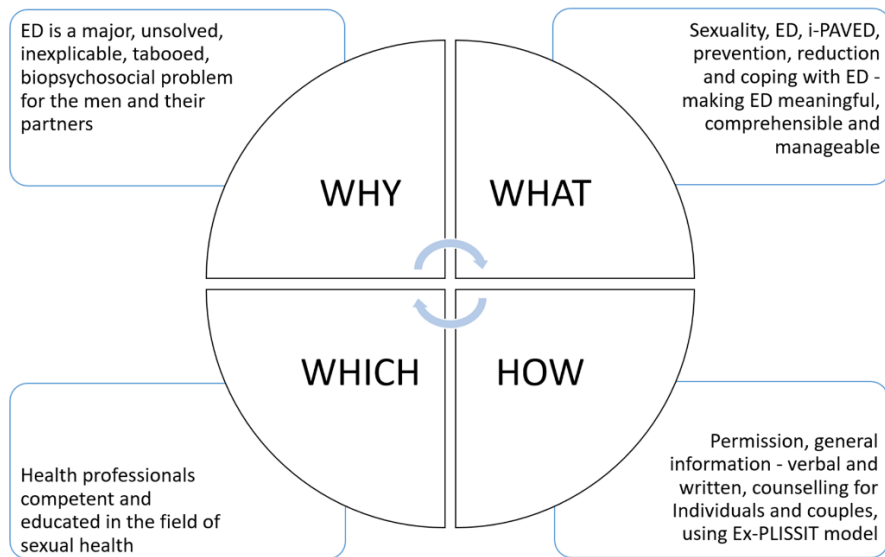 ED is a major, unsolved,
inexplicable, tabooed,
biopsychosocial problem
for the men and their
partners
Sexuality, ED, i-PAVED,
prevention, reduction
and coping with ED -
making ED meaningful,
comprehensible and
manageable
WHY
WHAT
WHICH
HOW
Health professionals
competent and
educated in the field of
sexual health
Permission, general
information - verbal and
written, counselling for
Individuals and couples,
using Ex-PLISSIT model